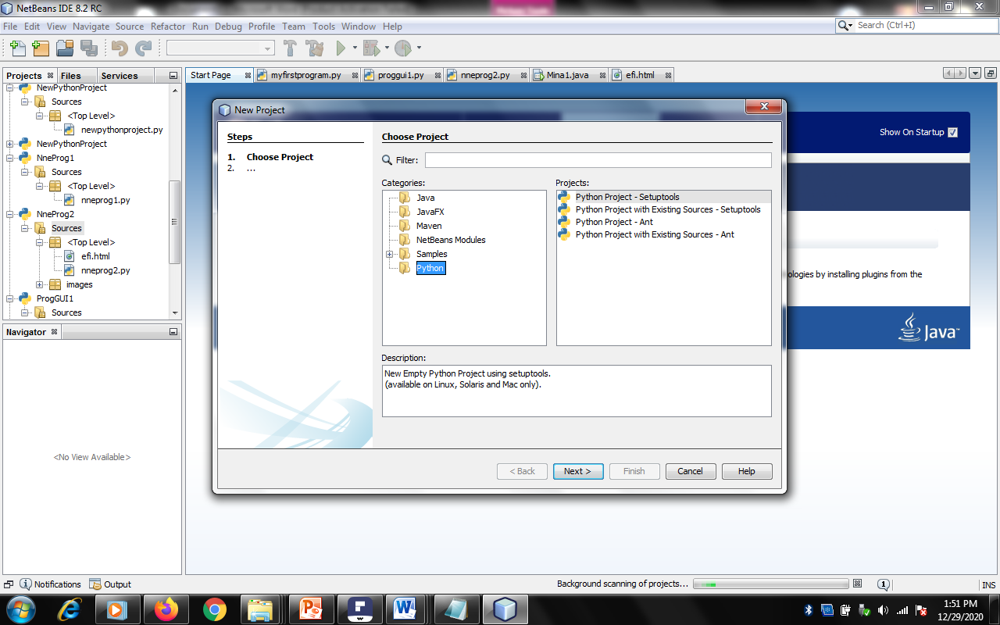 NetBeans IDE 8.2 RC
File Edit View Navigate Source Refactor Run Debug Profile Team Tools Window Help
Search (Ctrl+I)
Projects Files Services
Start Page myfirstprogram.py proggui1.py nneprog2.py Mina1.java efi.html
NewPythonProject
Sources
<Top Level>
newpythonproject.py
NewPythonProject
NneProg1
Sources
<Top Level>
nneprog1.py
NneProg2
Sources
<Top Level>
efi.html
nneprog2.py
images
ProgGUI1
Sources
Navigator
<No View Available>
Show On Startup
ologies by installing plugins from the
Java
New Project
Steps
1. Choose Project
2. ...
Choose Project
Filter:
Categories:
Java
JavaFX
Maven
NetBeans Modules
Samples
Python
Projects:
Python Project - Setuptools
Python Project with Existing Sources - Setuptools
Python Project - Ant
Python Project with Existing Sources - Ant
Description:
New Empty Python Project using setuptools.
(available on Linux, Solaris and Mac only).
< Back Next > Finish Cancel Help
Notifications Output
Background scanning of projects...
1
INS
1:51 PM
12/29/2020